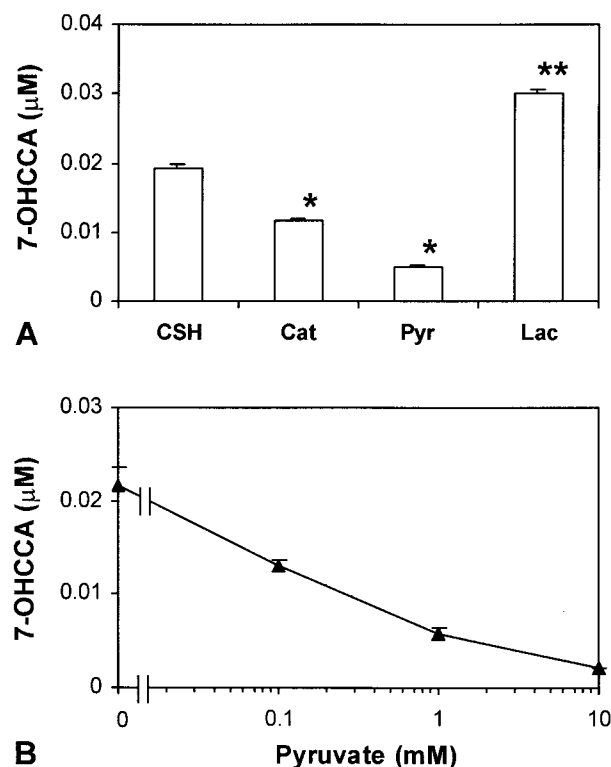 0.04
0.03
0.02
0.01
0
7-OHCCA (µM)
*
*
**
CSH Cat Pyr Lac
A
0.03
0.02
0.01
0
7-OHCCA (µM)
0 0.1 1 10
Pyruvate (mM)
B